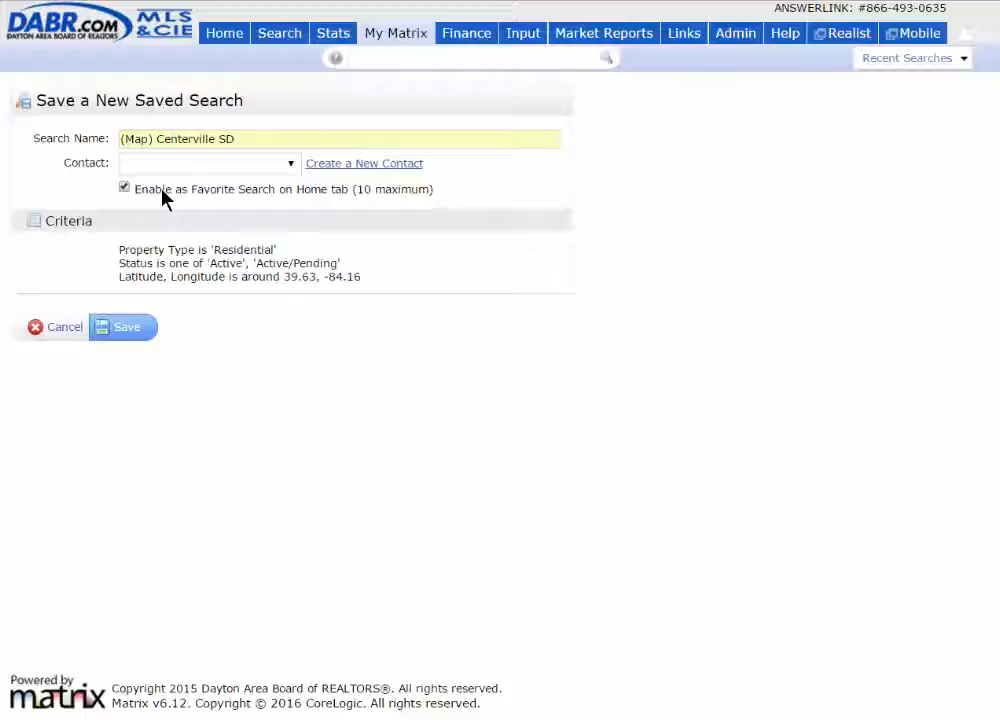 ANSWERLINK: #866-493-0635
DABR.COM
DAYTON AREA BOARD OF REALTORS®
MLS
& CIE
Home Search Stats My Matrix Finance Input Market Reports Links Admin Help Realist Mobile
Recent Searches
Save a New Saved Search
Search Name: (Map) Centerville SD
Contact: Create a New Contact
Enable as Favorite Search on Home tab (10 maximum)
Criteria
Property Type is 'Residential'
Status is one of 'Active', 'Active/Pending'
Latitude, Longitude is around 39.63, -84.16
Cancel Save
Powered by
matrix
Copyright 2015 Dayton Area Board of REALTORS®. All rights reserved.
Matrix v6.12. Copyright © 2016 CoreLogic. All rights reserved.